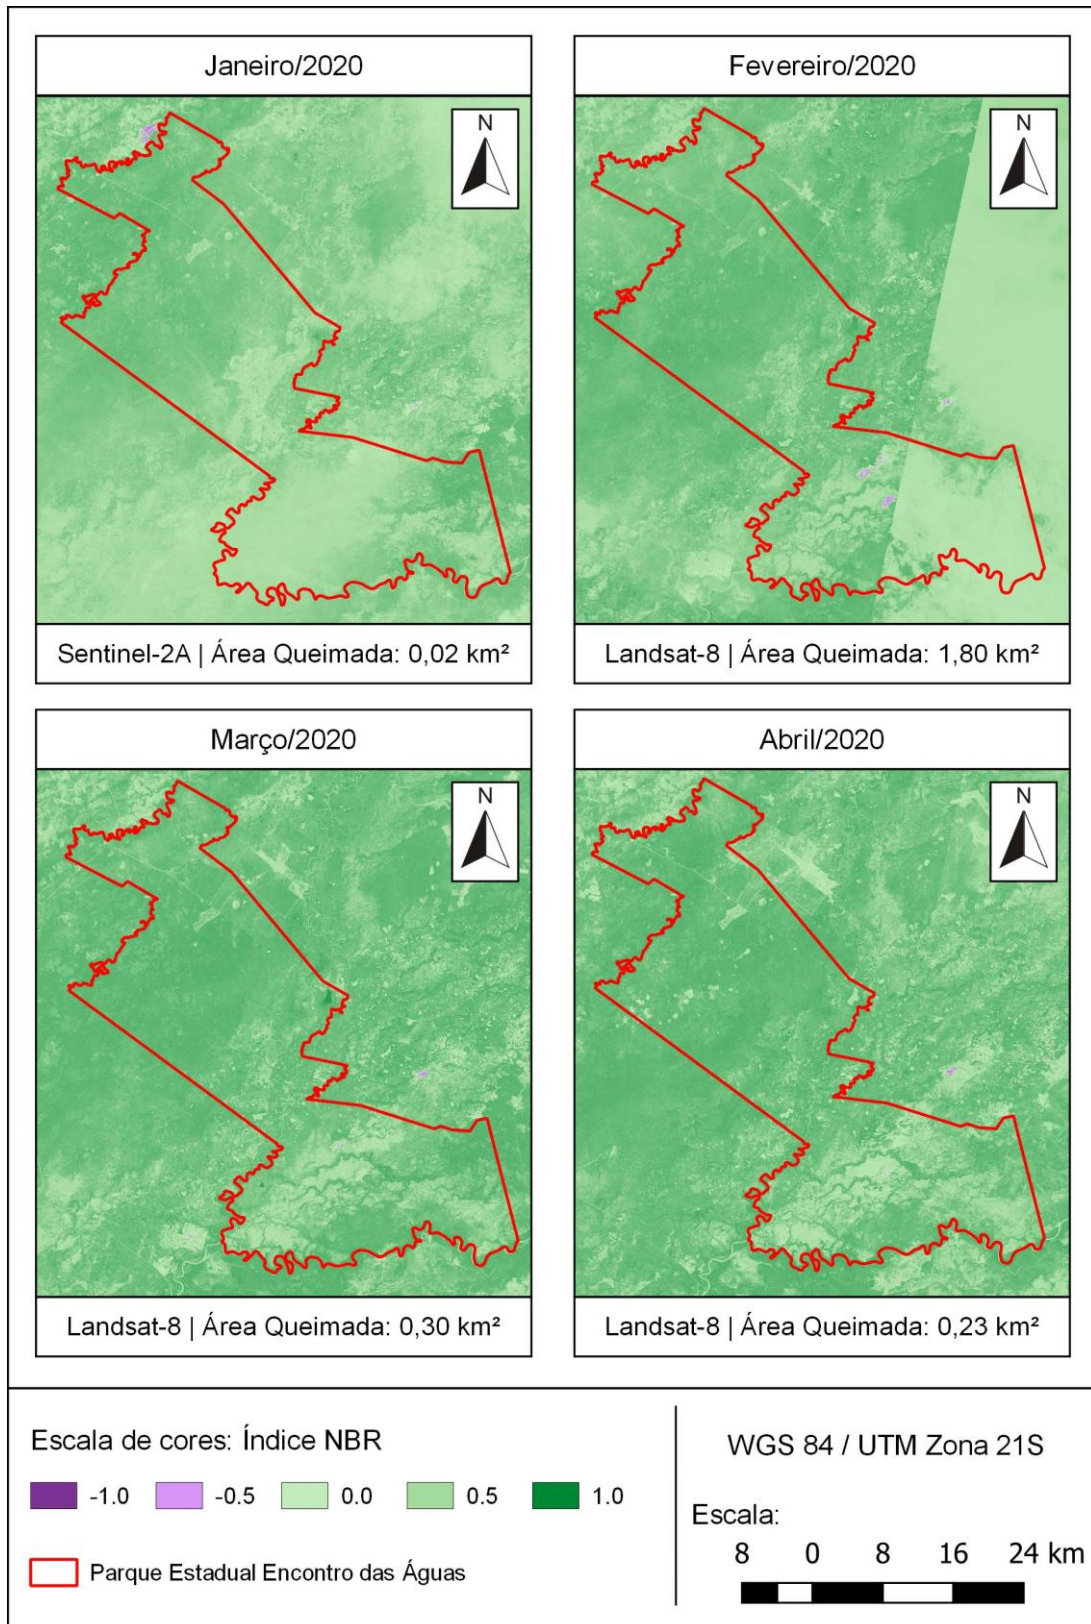 Janeiro/2020
Fevereiro/2020
N
N
Sentinel-2A | Área Queimada: 0,02 km²
Landsat-8 | Área Queimada: 1,80 km²
Março/2020
Abril/2020
N
N
Landsat-8 | Área Queimada: 0,30 km²
Landsat-8 | Área Queimada: 0,23 km²
Escala de cores: Índice NBR
-1.0 -0.5 0.0 0.5 1.0
Parque Estadual Encontro das Águas
WGS 84 / UTM Zona 21S
Escala:
8 0 8 16 24 km